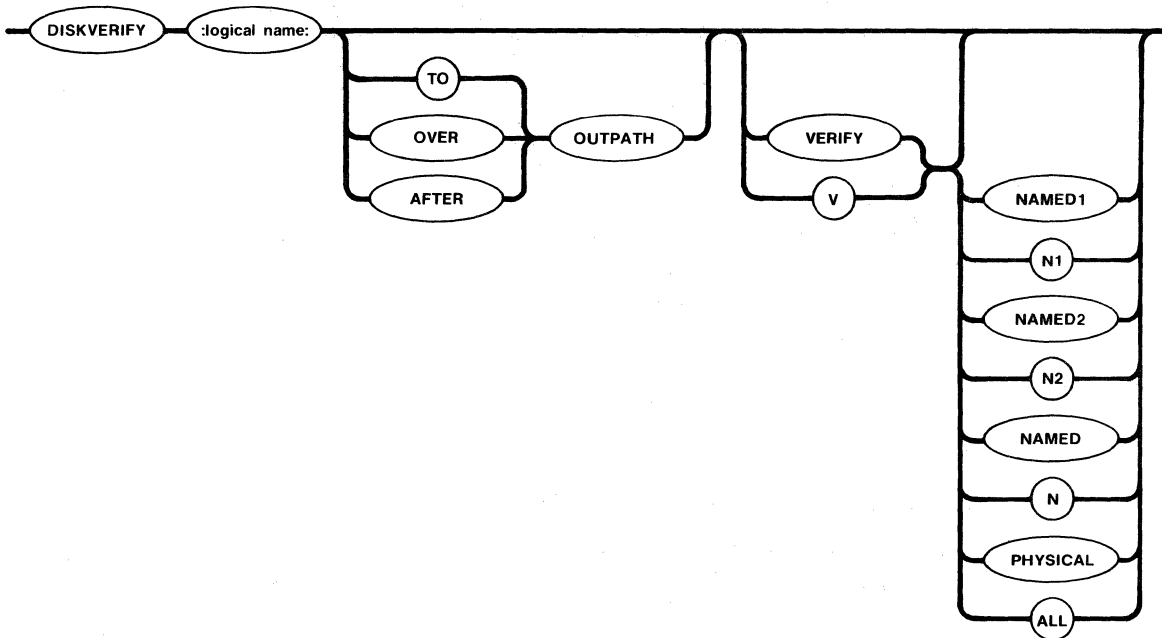 DISKVERIFY
:logical name:
TO
OVER
AFTER
OUTPATH
VERIFY
V
NAMED1
N1
NAMED2
N2
NAMED
N
PHYSICAL
ALL